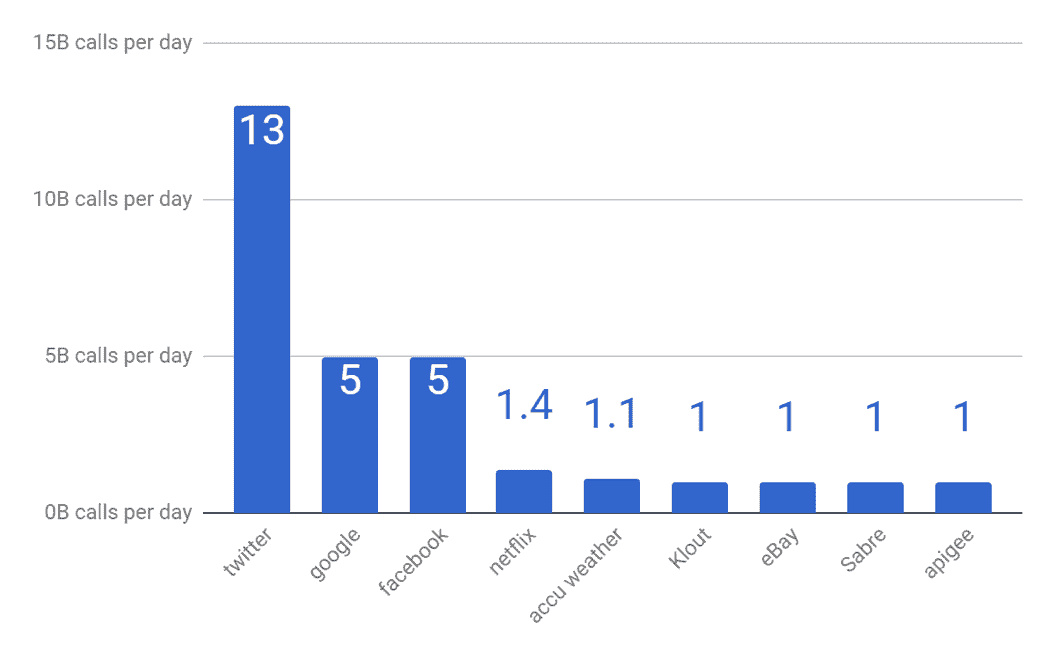 15B calls per day
10B calls per day
5B calls per day
0B calls per day
13
5
5
1.4
1.1
1
1
1
1
twitter
google
facebook
netflix
accu weather
Klout
eBay
Sabre
apigee